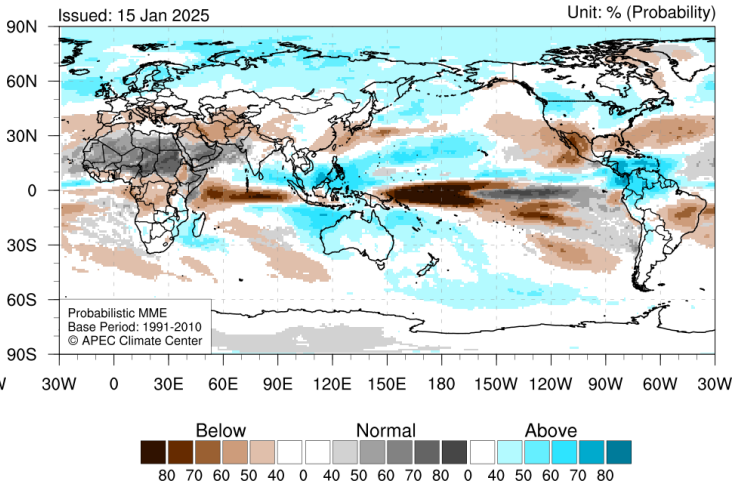 Issued: 15 Jan 2025
Unit: % (Probability)
90N
60N
30N
0
30S
60S
90S
Probabilistic MME
Base Period: 1991-2010
© APEC Climate Center
W 30W 0 30E 60E 90E 120E 150E 180 150W 120W 90W 60W 30W
Below Normal Above
80 70 60 50 40 0 40 50 60 70 80 0 40 50 60 70 80